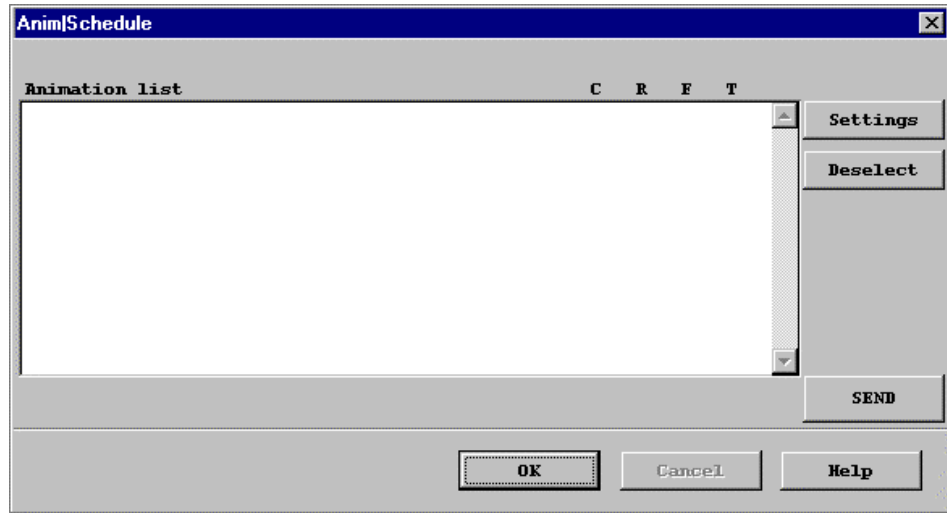 Anim|Schedule
Animation list C R F T
Settings
Deselect
SEND
OK Cancel Help